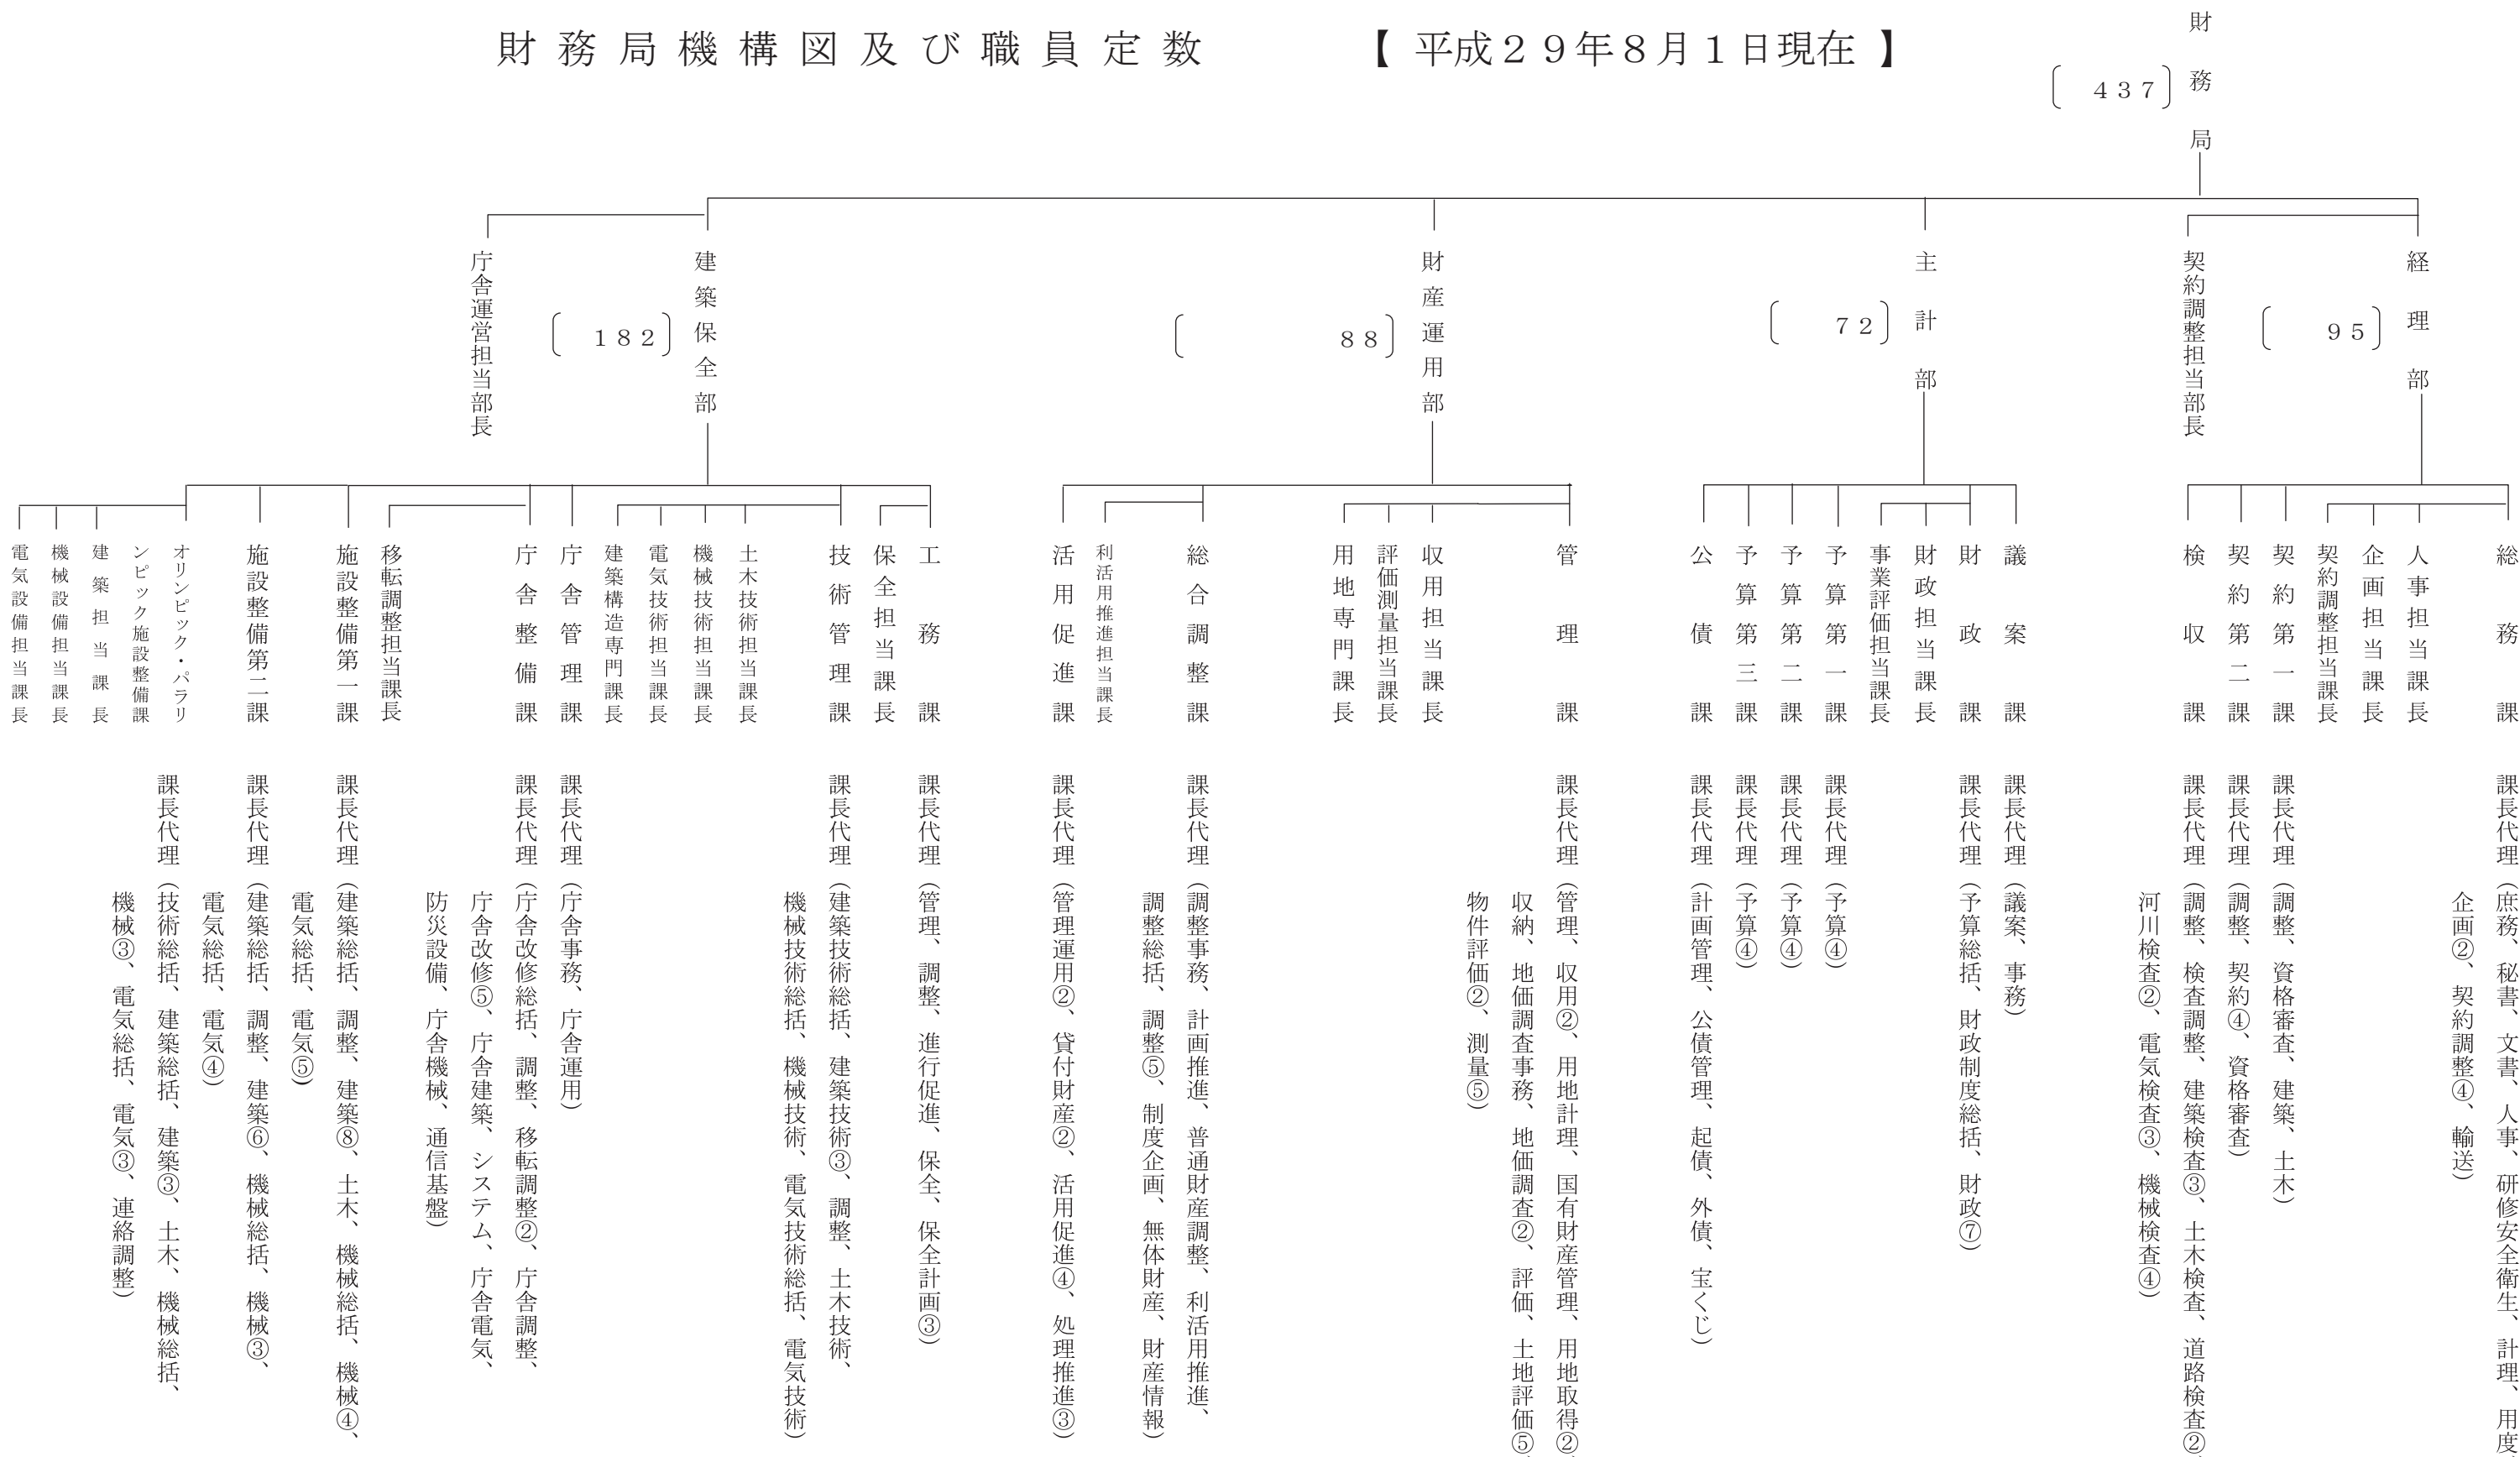 財務局機構図及び職員定数　【 平成２９年８月１日現在 】
財務局
４３７
経理部
９５
契約調整担当部長
主計部
７２
財産運用部
８８
建築保全部
１８２
庁舎運営担当部長
総務課
人事担当課長
企画担当課長
契約調整担当課長
契約第一課
契約第二課
検収課
議案課
財政課
財政担当課長
事業評価担当課長
予算第一課
予算第二課
予算第三課
公債課
管理課
収用担当課長
評価測量担当課長
用地専門課長
総合調整課
利活用推進担当課長
活用促進課
工務課
保全担当課長
技術管理課
土木技術担当課長
機械技術担当課長
電気技術担当課長
建築構造専門課長
庁舎管理課
庁舎整備課
移転調整担当課長
施設整備第一課
施設整備第二課
オリンピック・パラリ
ンピック施設整備課
建築担当課長
機械設備担当課長
電気設備担当課長
課長代理（庶務、秘書、文書、人事、研修安全衛生、計理、用度
企画②、契約調整④、輸送）
課長代理（調整、資格審査、建築、土木）
課長代理（調整、契約④、資格審査）
課長代理（調整、検査調整、建築検査③、土木検査、道路検査②、
河川検査②、電気検査③、機械検査④）
課長代理（議案、事務）
課長代理（予算総括、財政制度総括、財政⑦）
課長代理（予算④）
課長代理（予算④）
課長代理（予算④）
課長代理（計画管理、公債管理、起債、外債、宝くじ）
課長代理（管理、収用②、用地計理、国有財産管理、用地取得②、
収納、地価調査事務、地価調査②、評価、土地評価⑤、
物件評価②、測量⑤）
課長代理（調整事務、計画推進、普通財産調整、利活用推進、
調整総括、調整⑤、制度企画、無体財産、財産情報）
課長代理（管理運用②、貸付財産②、活用促進④、処理推進③）
課長代理（管理、調整、進行促進、保全、保全計画③）
課長代理（建築技術総括、建築技術③、調整、土木技術、
機械技術総括、機械技術、電気技術総括、電気技術）
課長代理（庁舎事務、庁舎運用）
課長代理（庁舎改修総括、調整、移転調整②、庁舎調整、
庁舎改修⑤、庁舎建築、システム、庁舎電気、
防災設備、庁舎機械、通信基盤）
課長代理（建築総括、調整、建築⑧、土木、機械総括、機械④、
電気総括、電気⑤）
課長代理（建築総括、調整、建築⑥、機械総括、機械③、
電気総括、電気④）
課長代理（技術総括、建築総括、建築③、土木、機械総括、
機械③、電気総括、電気③、連絡調整）